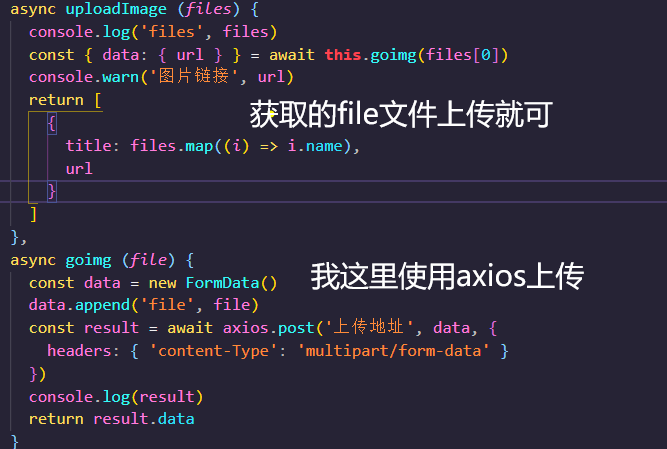 async uploadImage (files) {
console.log('files', files)
const { data: { url } } = await this.goimg(files[0])
console.warn('图片链接', url)
return [
获取的file文件上传就可
{
title: files.map((i) => i.name),
url
}
]
},
async goimg (file) {
我这里使用axios上传
const data = new FormData()
data.append('file', file)
const result = await axios.post('上传地址', data, {
headers: { 'content-Type': 'multipart/form-data' }
})
console.log(result)
return result.data
}